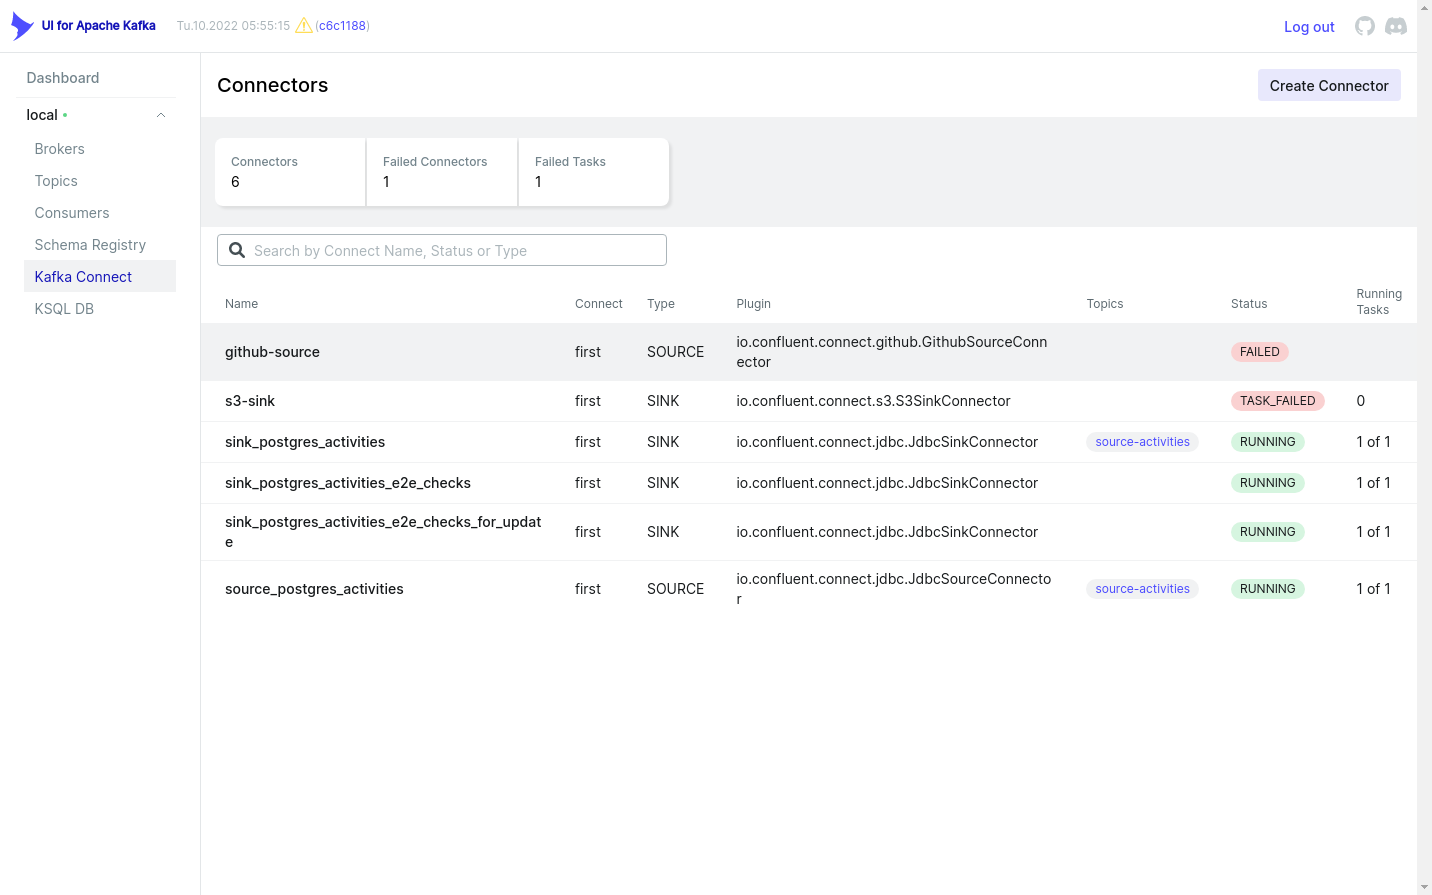 UI for Apache Kafka Tu.10.2022 05:55:15 (c6c1188) Log out
Dashboard
local
Brokers
Topics
Consumers
Schema Registry
Kafka Connect
KSQL DB
Connectors Create Connector
Connectors Failed Connectors Failed Tasks
6 1 1
Search by Connect Name, Status or Type
Name Connect Type Plugin Topics Status Running
Tasks
github-source first SOURCE io.confluent.connect.github.GithubSourceConn
ector FAILED
s3-sink first SINK io.confluent.connect.s3.S3SinkConnector TASK_FAILED 0
sink_postgres_activities first SINK io.confluent.connect.jdbc.JdbcSinkConnector source-activities RUNNING 1 of 1
sink_postgres_activities_e2e_checks first SINK io.confluent.connect.jdbc.JdbcSinkConnector RUNNING 1 of 1
sink_postgres_activities_e2e_checks_for_updat
e first SINK io.confluent.connect.jdbc.JdbcSinkConnector RUNNING 1 of 1
source_postgres_activities first SOURCE io.confluent.connect.jdbc.JdbcSourceConnecto
r source-activities RUNNING 1 of 1